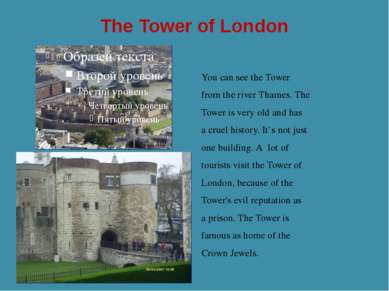 The Tower of London
Образец текста
Второй уровень
Третий уровень
Четвертый уровень
Пятый уровень
You can see the Tower
from the river Thames. The
Tower is very old and has
a cruel history. It's not just
one building. A lot of
tourists visit the Tower of
London, because of the
Tower's evil reputation as
a prison. The Tower is
famous as home of the
Crown Jewels.